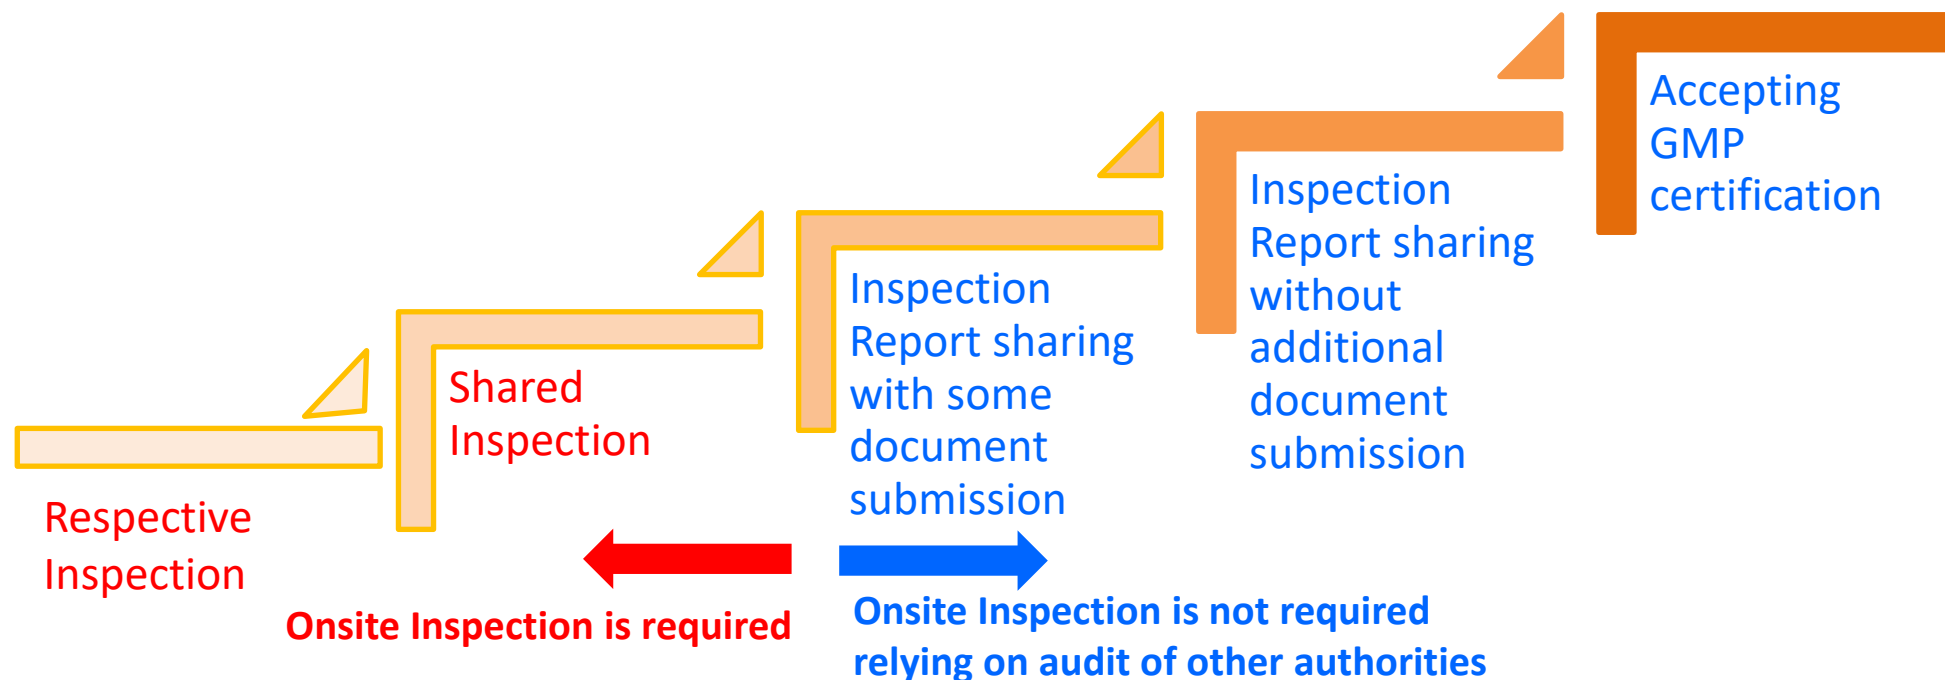 Respective
Inspection
Shared
Inspection
Inspection
Report sharing
with some
document
submission
Inspection
Report sharing
without
additional
document
submission
Accepting
GMP
certification
Onsite Inspection is required
Onsite Inspection is not required
relying on audit of other authorities